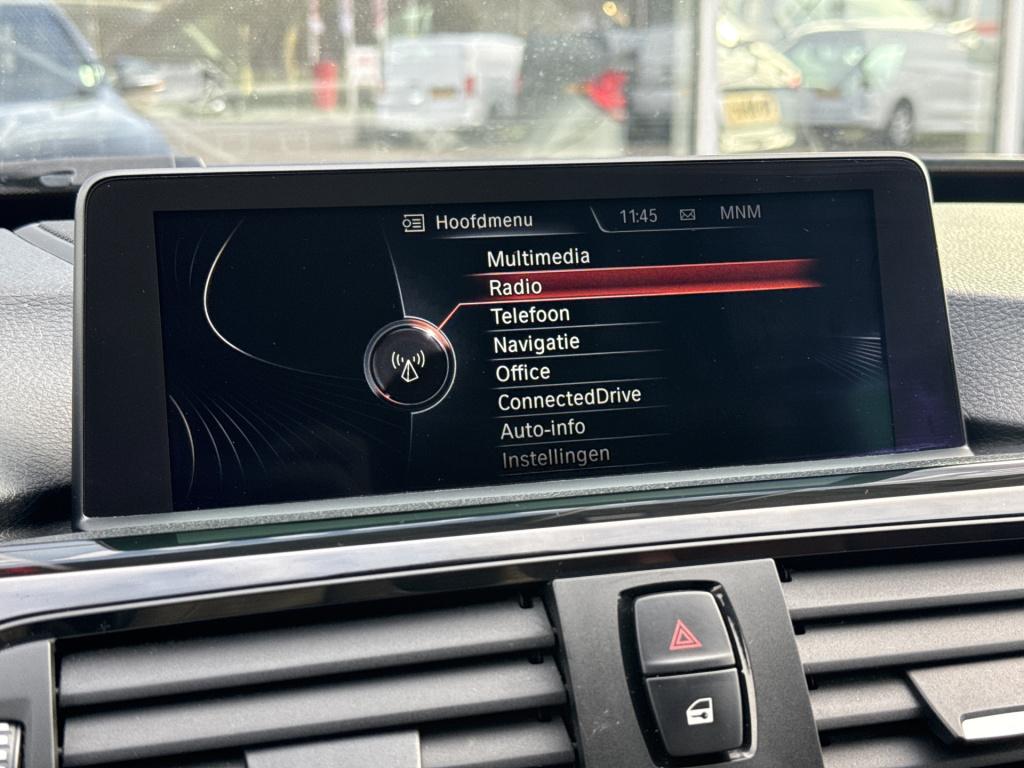 Hoofdmenu 11:45 MNM
Multimedia
Radio
Telefoon
Navigatie
Office
ConnectedDrive
Auto-info
Instellingen